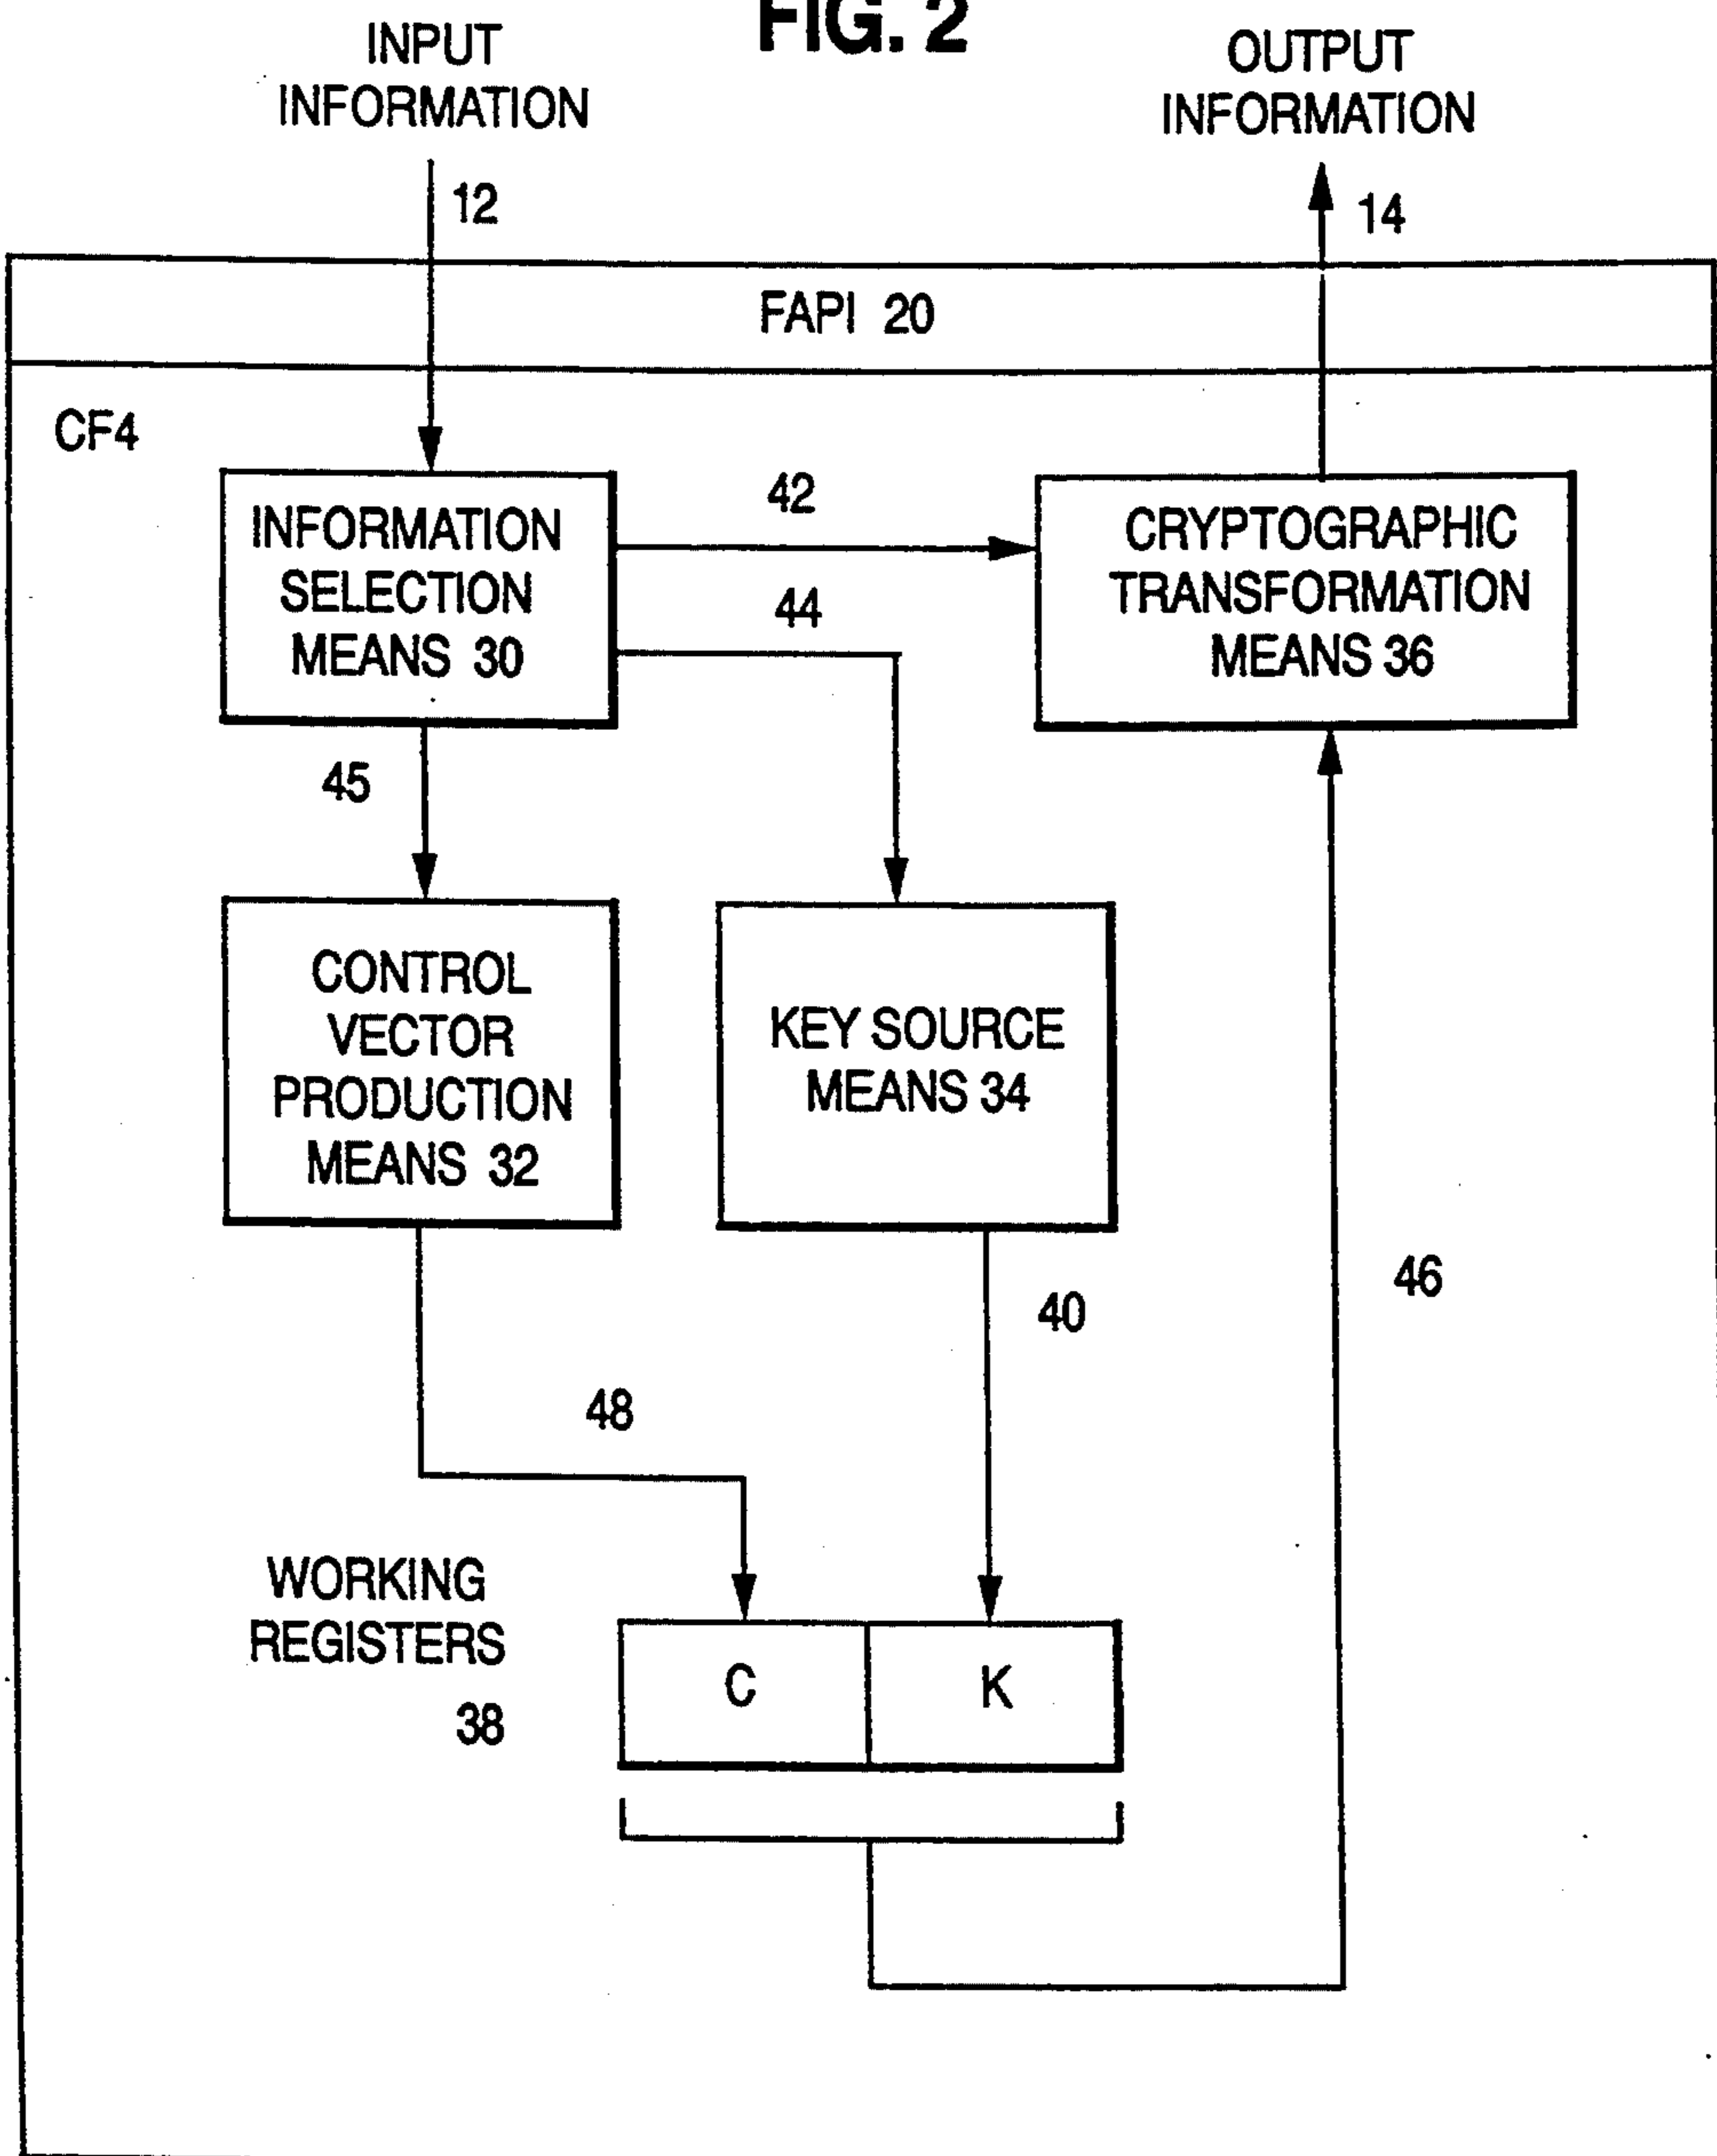 FIG. 2
INPUT
INFORMATION
OUTPUT
INFORMATION
12
14
FAPI 20
CF4
INFORMATION
SELECTION
MEANS 30
42
44
CRYPTOGRAPHIC
TRANSFORMATION
MEANS 36
45
CONTROL
VECTOR
PRODUCTION
MEANS 32
KEY SOURCE
MEANS 34
46
40
48
WORKING
REGISTERS
38
C
K